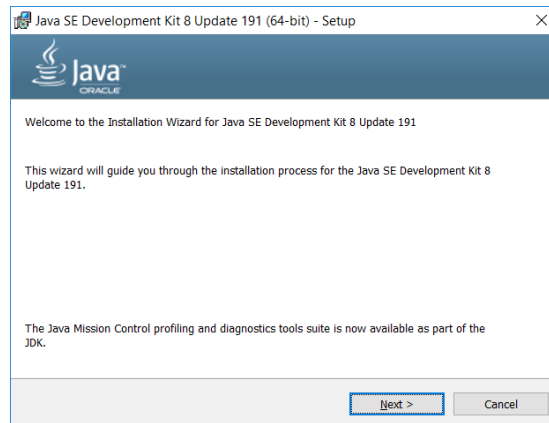 Java SE Development Kit 8 Update 191 (64-bit) - Setup
Java™
ORACLE
Welcome to the Installation Wizard for Java SE Development Kit 8 Update 191
This wizard will guide you through the installation process for the Java SE Development Kit 8
Update 191.
The Java Mission Control profiling and diagnostics tools suite is now available as part of the
JDK.
Next >
Cancel